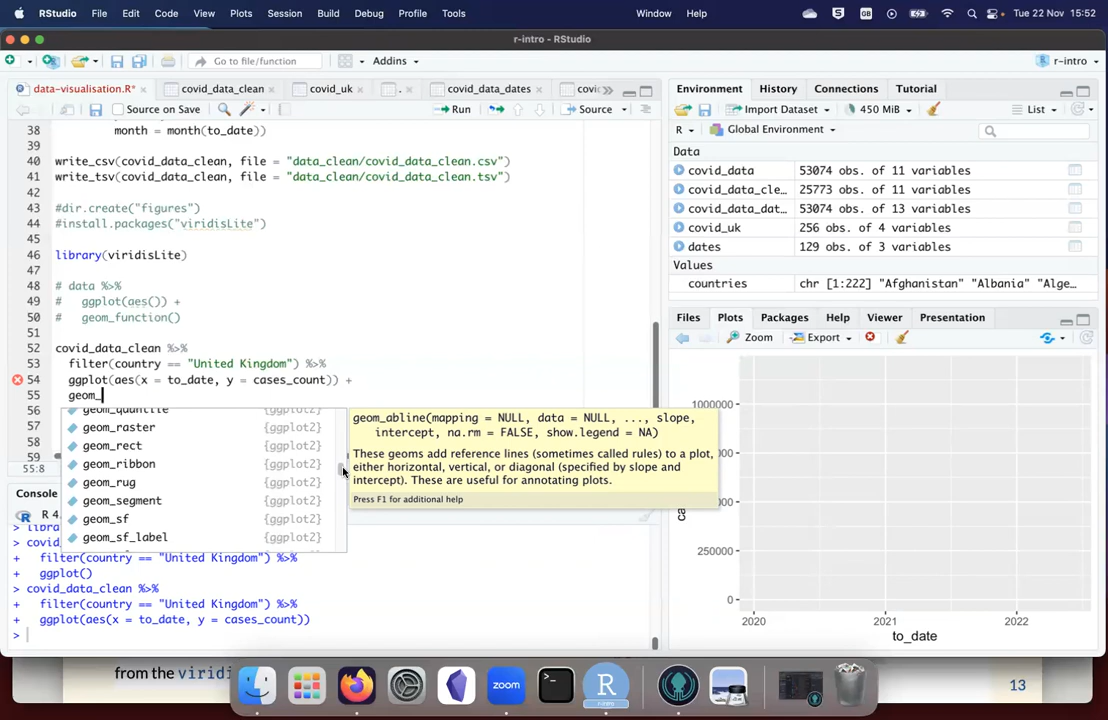 RStudio File Edit Code View Plots Session Build Debug Profile Tools Window Help Tue 22 Nov 15:52
r-intro - RStudio
Go to file/function Addins r-intro
data-visualisation.R* covid_data_clean covid_uk . covid_data_dates covic
Source on Save Run Source
38 month = month(to_date))
39
40 write_csv(covid_data_clean, file = "data_clean/covid_data_clean.csv")
41 write_tsv(covid_data_clean, file = "data_clean/covid_data_clean.tsv")
42
43 #dir.create("figures")
44 #install.packages("viridisLite")
45
46 library(viridisLite)
47
48 # data %>%
49 # ggplot(aes()) +
50 # geom_function()
51
52 covid_data_clean %>%
53 filter(country == "United Kingdom") %>%
54 ggplot(aes(x = to_date, y = cases_count)) +
55 geom_
56
57
58
59
geom_quantile {ggplot2}
geom_raster {ggplot2}
geom_rect {ggplot2}
geom_ribbon {ggplot2}
geom_rug {ggplot2}
geom_segment {ggplot2}
geom_sf {ggplot2}
geom_sf_label {ggplot2}
geom_abline(mapping = NULL, data = NULL, ..., slope,
intercept, na.rm = FALSE, show.legend = NA)
These geoms add reference lines (sometimes called rules) to a plot,
either horizontal, vertical, or diagonal (specified by slope and
intercept). These are useful for annotating plots.
Press F1 for additional help
55:8
Console
R 4.
> libra
> covid
+ filter(country == "United Kingdom") %>%
+ ggplot()
> covid_data_clean %>%
+ filter(country == "United Kingdom") %>%
+ ggplot(aes(x = to_date, y = cases_count))
>
Environment History Connections Tutorial
Import Dataset 450 MiB List
R Global Environment
Data
covid_data 53074 obs. of 11 variables
covid_data_cle… 25773 obs. of 11 variables
covid_data_dat… 53074 obs. of 13 variables
covid_uk 256 obs. of 4 variables
dates 129 obs. of 3 variables
Values
countries chr [1:222] "Afghanistan" "Albania" "Alge…
Files Plots Packages Help Viewer Presentation
Zoom Export
1000000
250000
0
2020 2021 2022
to_date
from the viridi
13
zoom